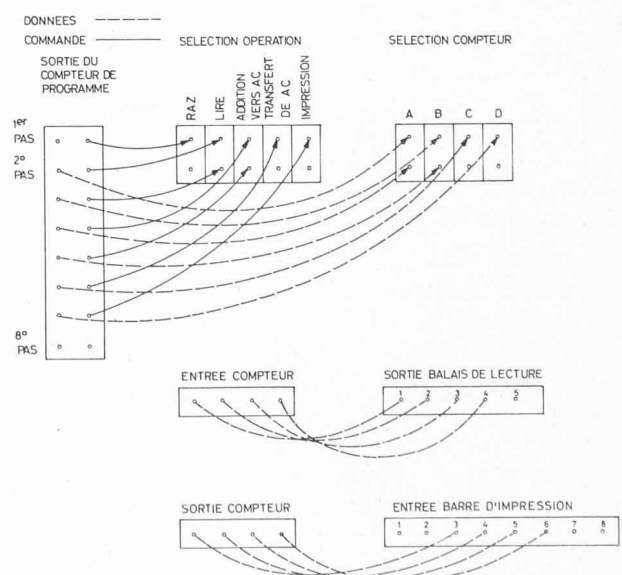 DONNEES
COMMANDE
SELECTION OPERATION
SELECTION COMPTEUR
SORTIE DU
COMPTEUR DE
PROGRAMME
RAZ
LIRE
ADDITION
VERS AC
TRANSFERT
DE AC
IMPRESSION
A B C D
1er
PAS
2º
PAS
8º
PAS
ENTREE COMPTEUR
SORTIE BALAIS DE LECTURE
1 2 3 4 5
SORTIE COMPTEUR
ENTREE BARRE D'IMPRESSION
1 2 3 4 5 6 7 8